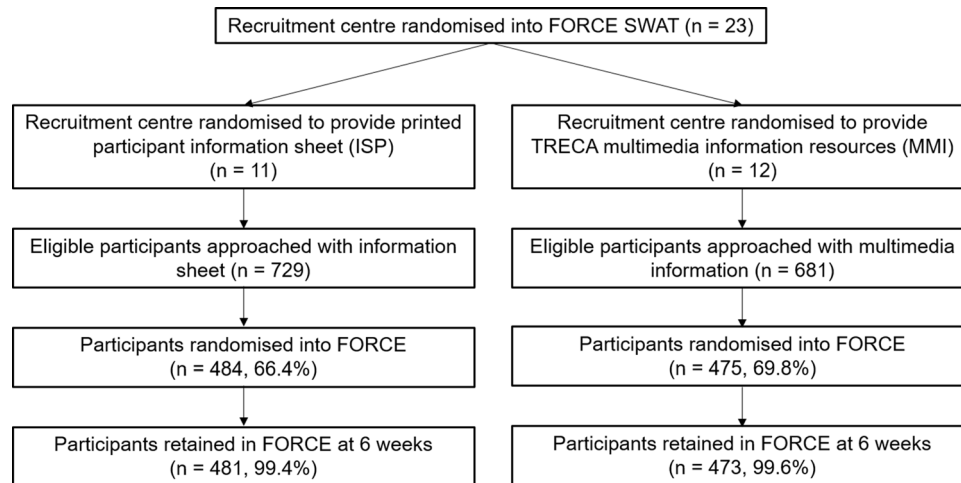 Recruitment centre randomised into FORCE SWAT (n = 23)
Recruitment centre randomised to provide printed
participant information sheet (ISP)
(n = 11)
Recruitment centre randomised to provide
TRECA multimedia information resources (MMI)
(n = 12)
Eligible participants approached with information
sheet (n = 729)
Eligible participants approached with multimedia
information (n = 681)
Participants randomised into FORCE
(n = 484, 66.4%)
Participants randomised into FORCE
(n = 475, 69.8%)
Participants retained in FORCE at 6 weeks
(n = 481, 99.4%)
Participants retained in FORCE at 6 weeks
(n = 473, 99.6%)